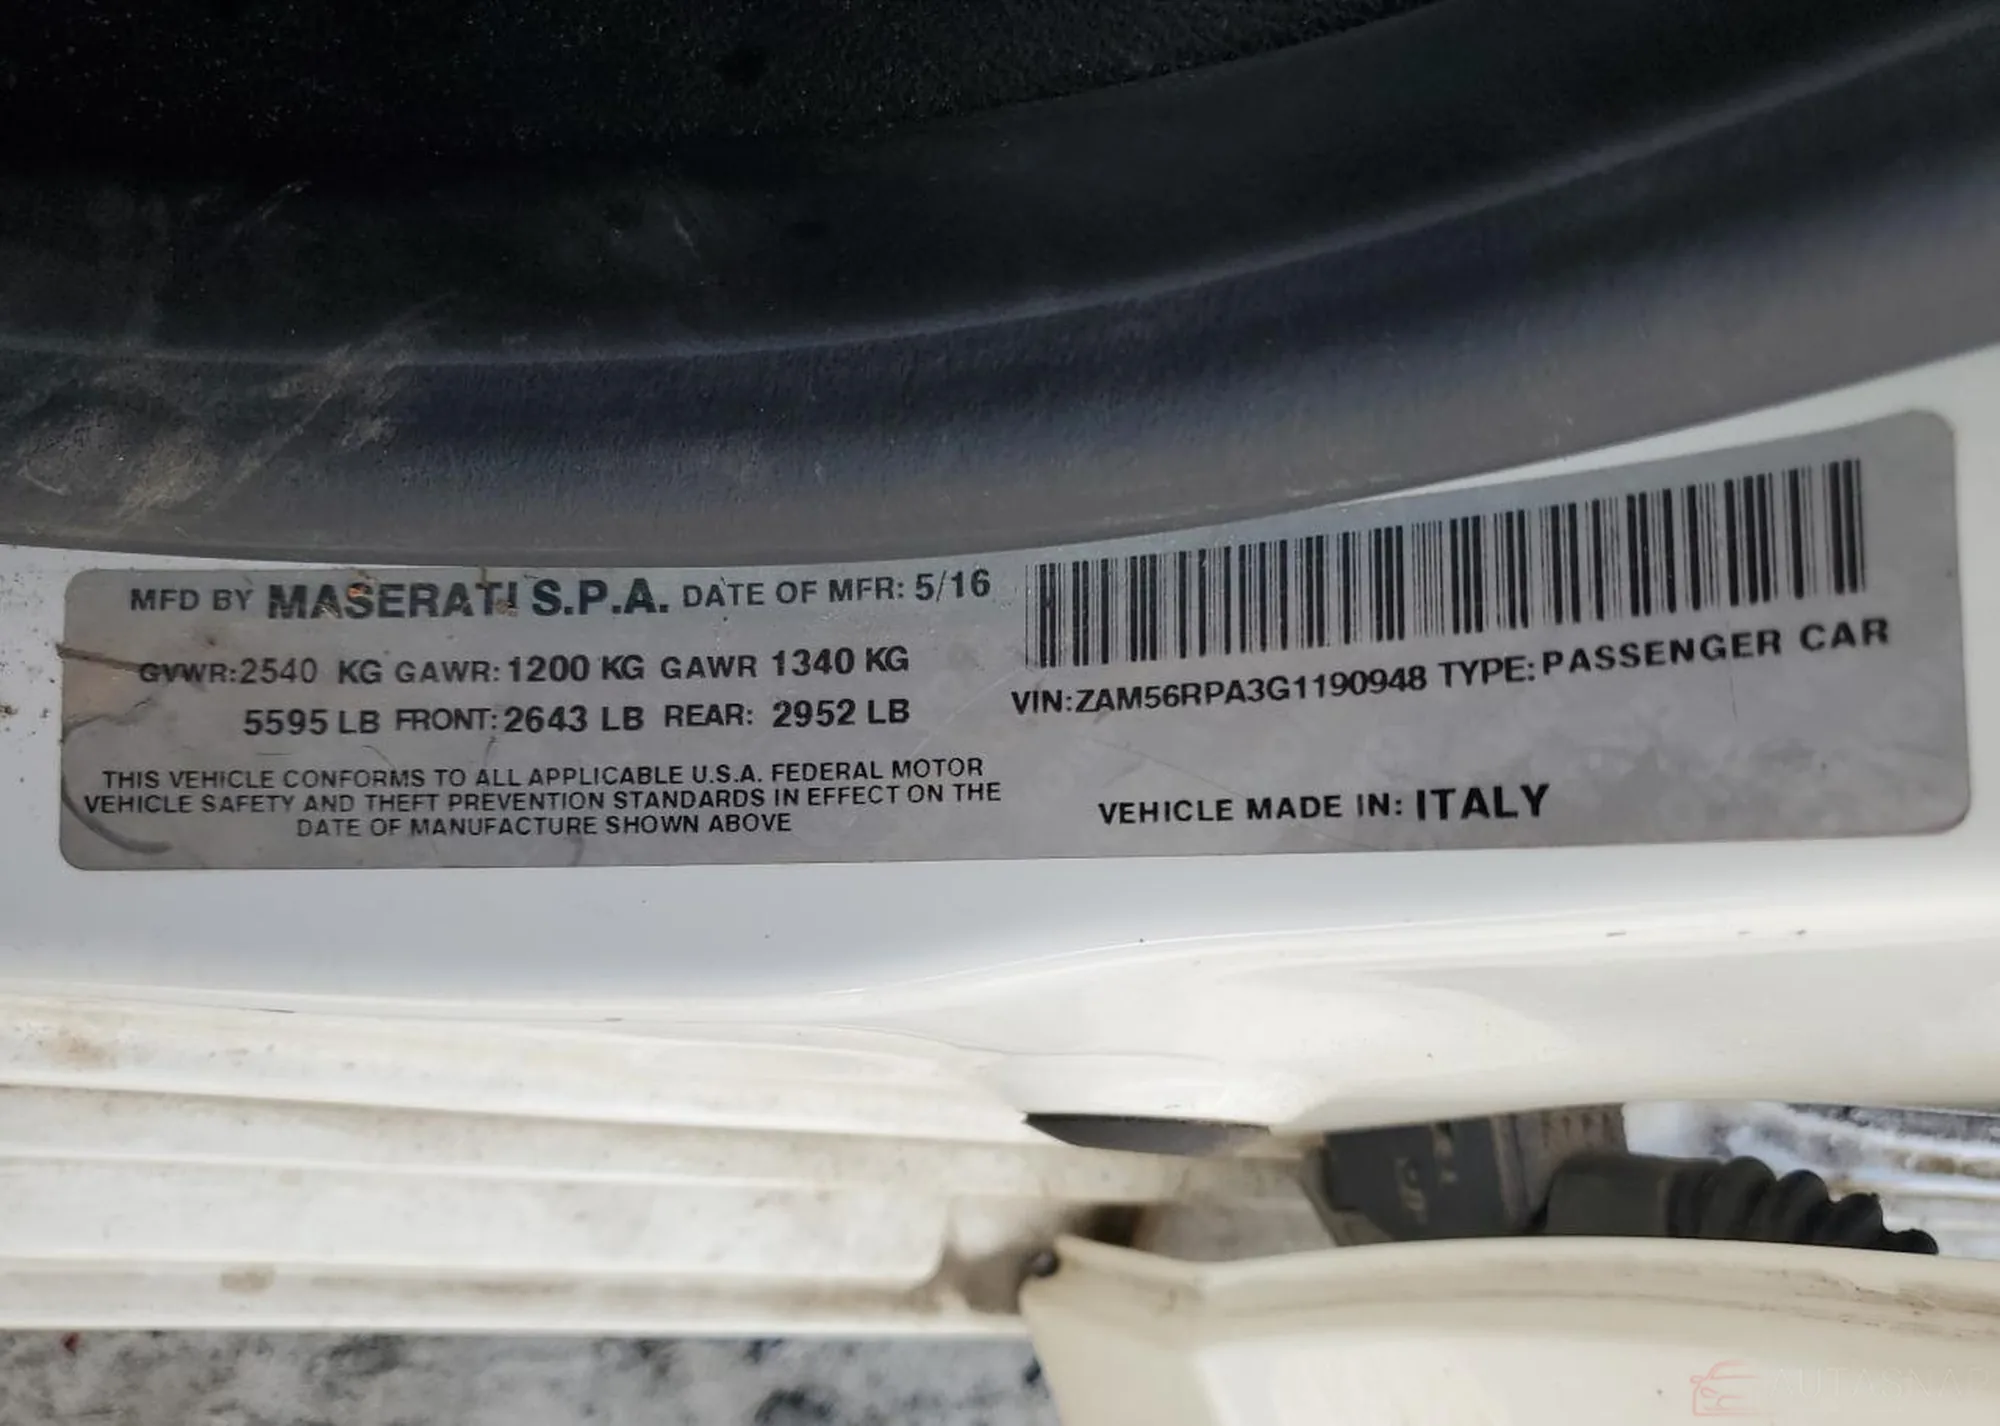 MFD BY MASERATI S.P.A. DATE OF MFR: 5/16
GVWR:2540 KG GAWR:1200 KG GAWR 1340 KG
5595 LB FRONT:2643 LB REAR: 2952 LB
THIS VEHICLE CONFORMS TO ALL APPLICABLE U.S.A. FEDERAL MOTOR
VEHICLE SAFETY AND THEFT PREVENTION STANDARDS IN EFFECT ON THE
DATE OF MANUFACTURE SHOWN ABOVE
VIN:ZAM56RPA3G1190948 TYPE:PASSENGER CAR
VEHICLE MADE IN: ITALY